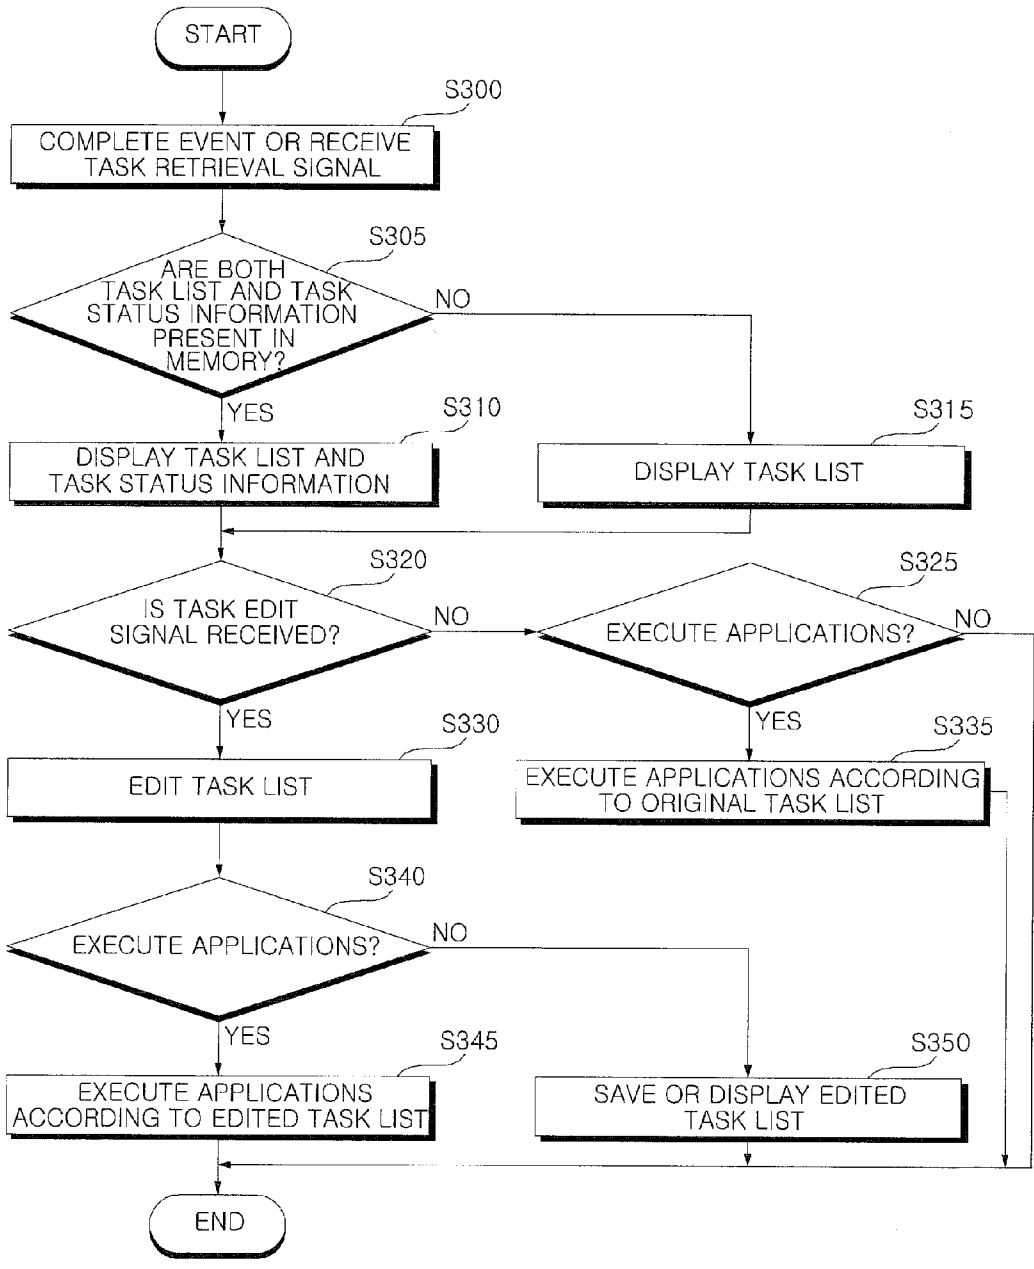 START
S300
COMPLETE EVENT OR RECEIVE
TASK RETRIEVAL SIGNAL
S305
ARE BOTH
TASK LIST AND TASK
STATUS INFORMATION
PRESENT IN
MEMORY?
NO
YES
S310
DISPLAY TASK LIST AND
TASK STATUS INFORMATION
S315
DISPLAY TASK LIST
S320
IS TASK EDIT
SIGNAL RECEIVED?
NO
YES
S325
EXECUTE APPLICATIONS?
NO
YES
S330
EDIT TASK LIST
S335
EXECUTE APPLICATIONS ACCORDING
TO ORIGINAL TASK LIST
S340
EXECUTE APPLICATIONS?
NO
YES
S345
EXECUTE APPLICATIONS
ACCORDING TO EDITED TASK LIST
S350
SAVE OR DISPLAY EDITED
TASK LIST
END